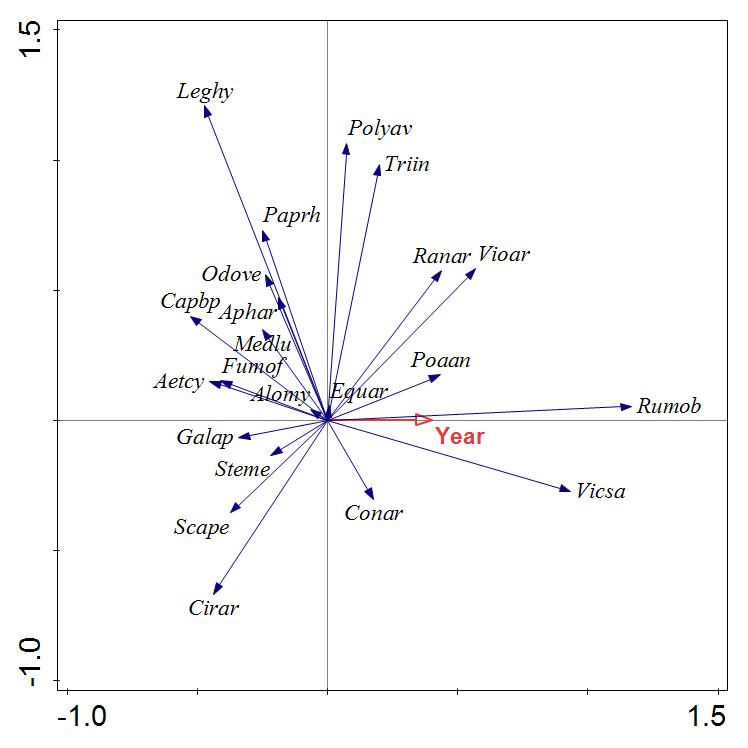 1.5
Leghy
Polyav
Triin
Paprh
Ranar
Vioar
Odove
Capbp
Aphar
Medlu
Poaan
Fumof
Aetcy
Alomy
Equar
Rumob
Galap
Year
Steme
Vicsa
Scape
Conar
Cirar
-1.0
-1.0
1.5